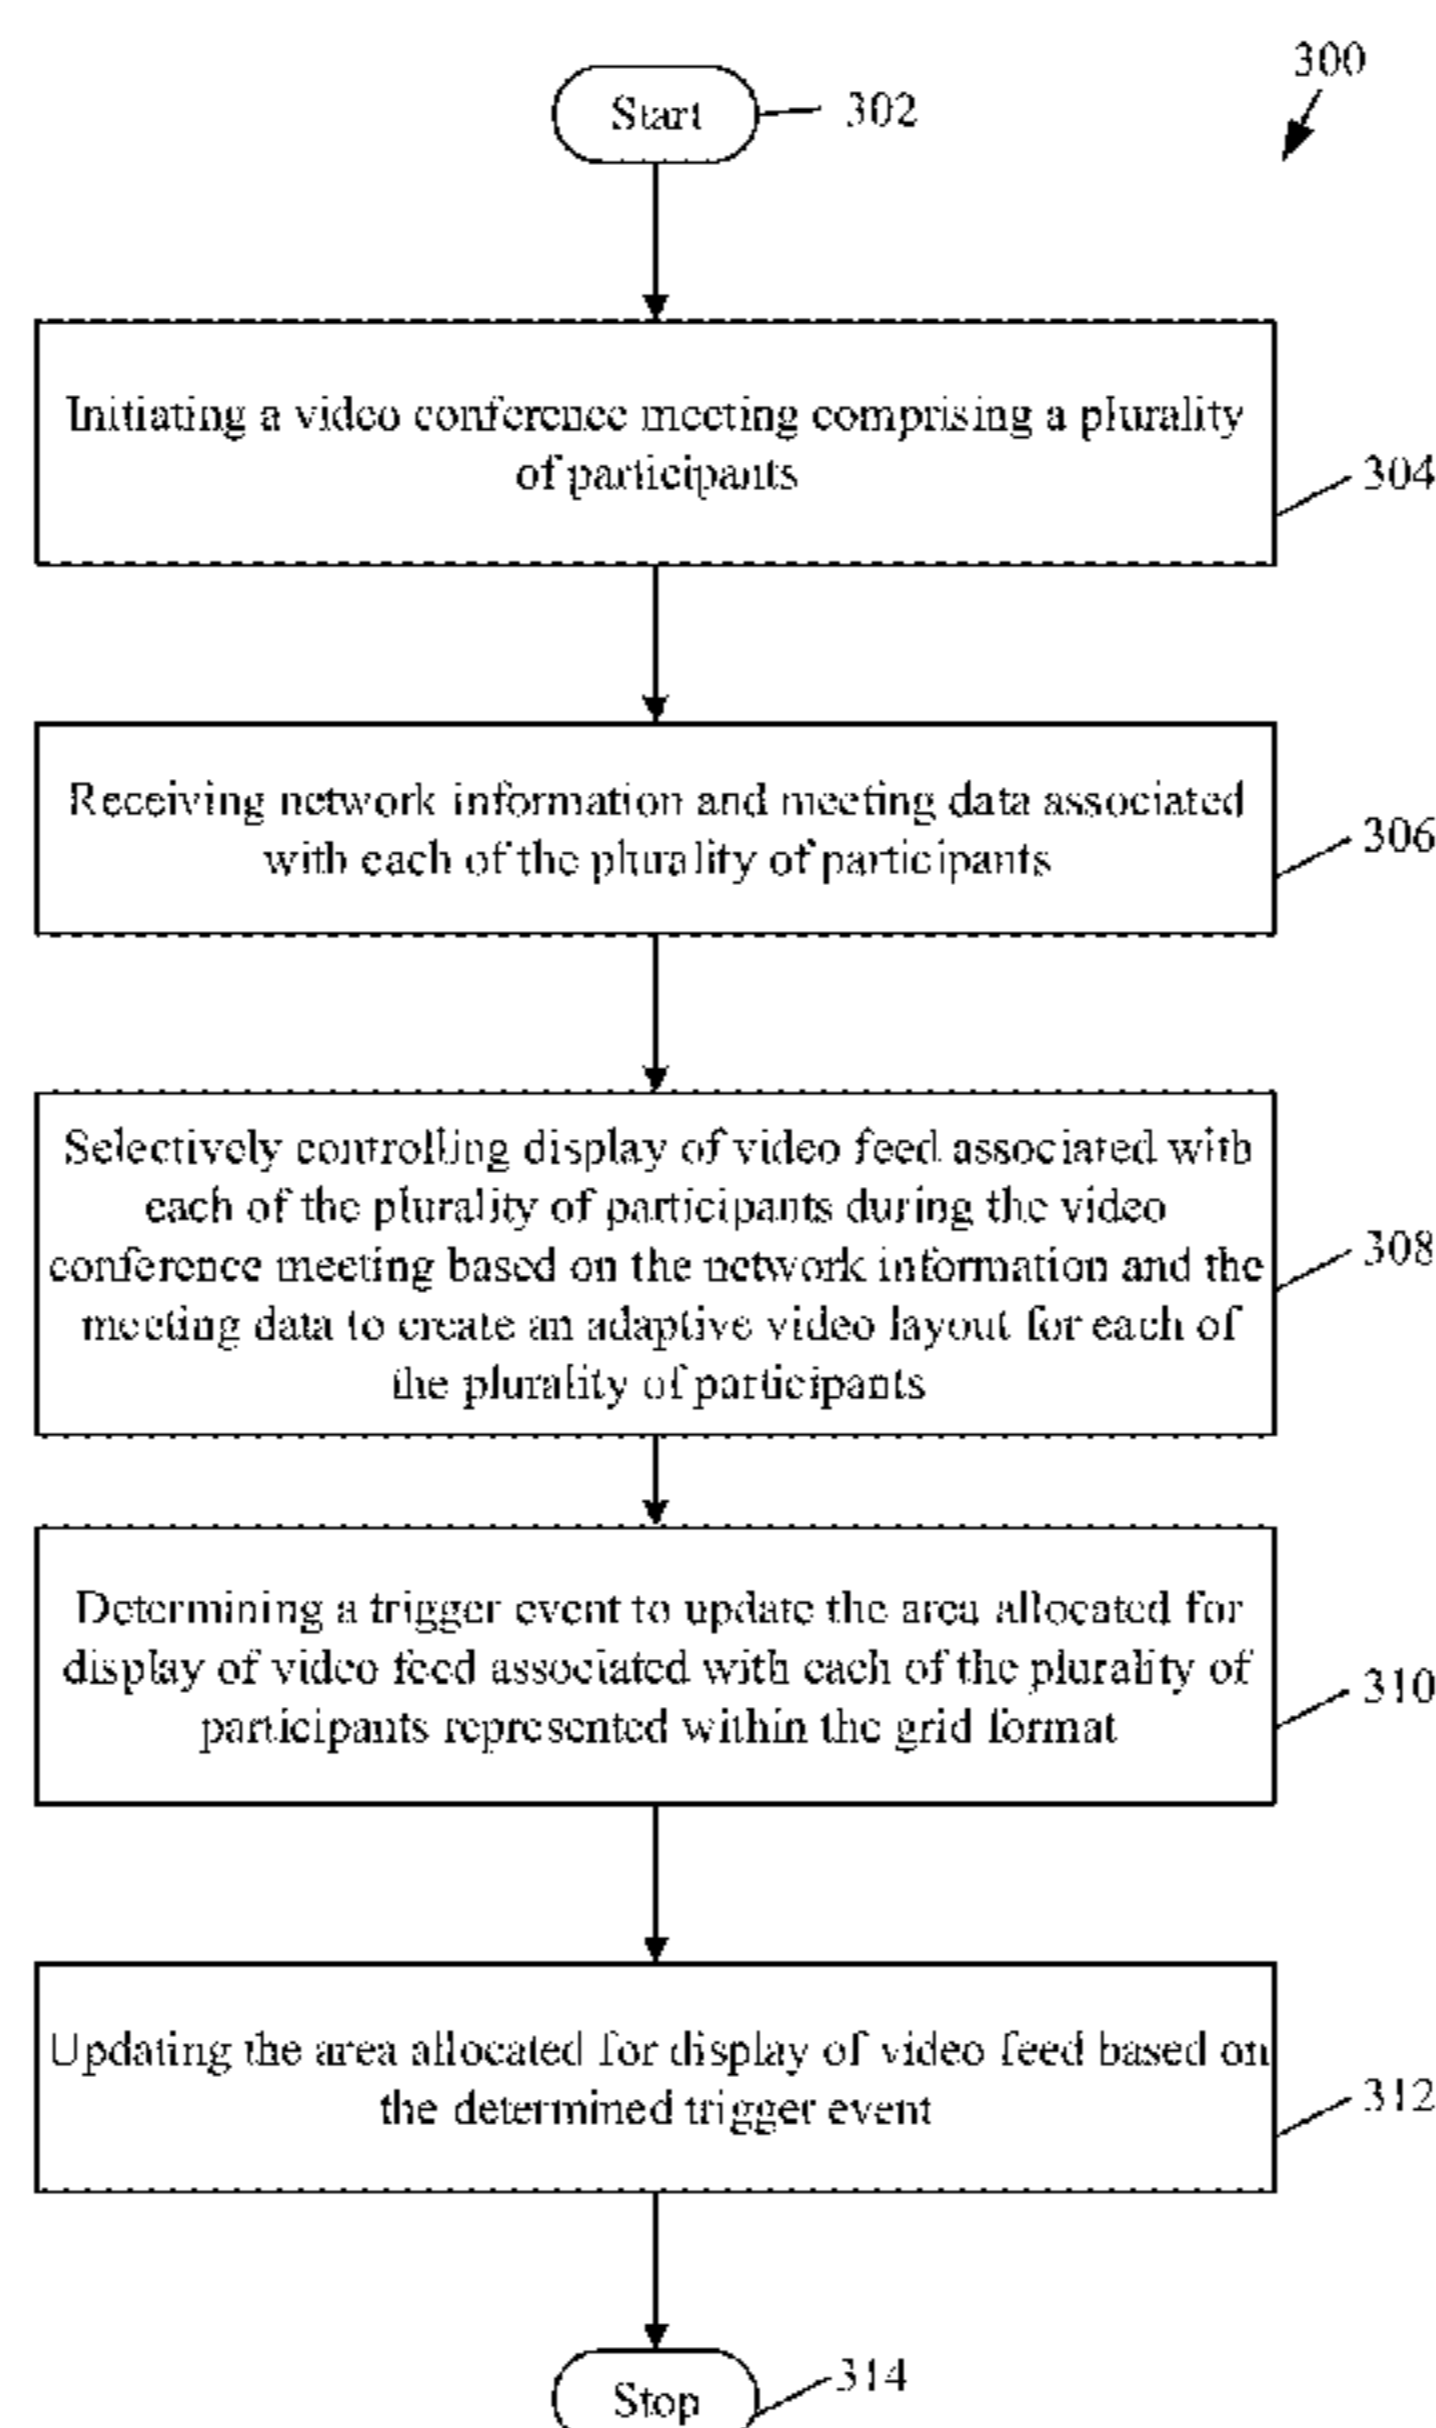 300
Start
302
Initiating a video conference meeting comprising a plurality
of participants
304
Receiving network information and meeting data associated
with each of the plurality of participants
306
Selectively controlling display of video feed associated with
each of the plurality of participants during the video
conference meeting based on the network information and the
meeting data to create an adaptive video layout for each of
the plurality of participants
308
Determining a trigger event to update the area allocated for
display of video feed associated with each of the plurality of
participants represented within the grid format
310
Updating the area allocated for display of video feed based on
the determined trigger event
312
Stop
314